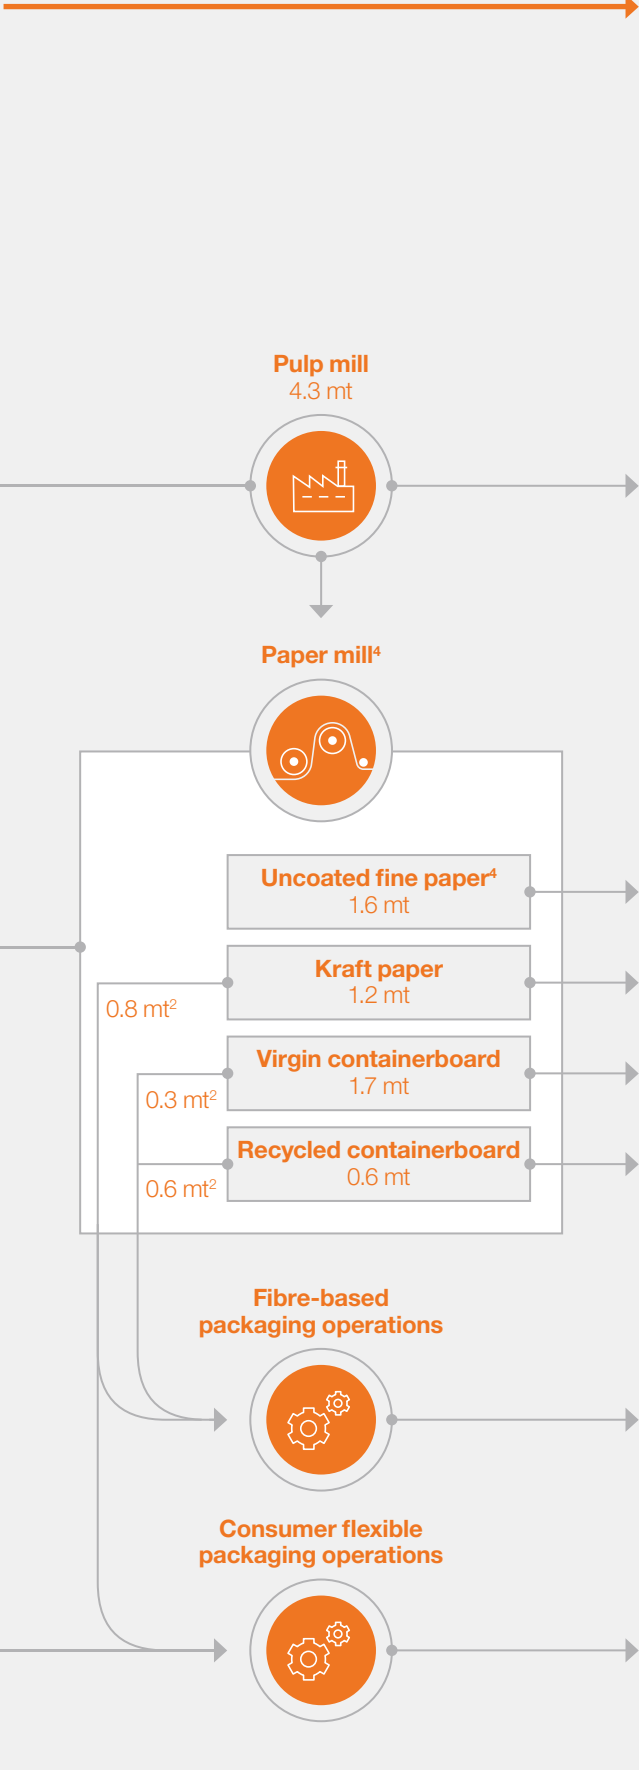 Pulp mill
4.3 mt
Paper mill⁴
Uncoated fine paper⁴
1.6 mt
Kraft paper
1.2 mt
0.8 mt²
Virgin containerboard
1.7 mt
0.3 mt²
Recycled containerboard
0.6 mt
0.6 mt²
Fibre-based
packaging operations
Consumer flexible
packaging operations